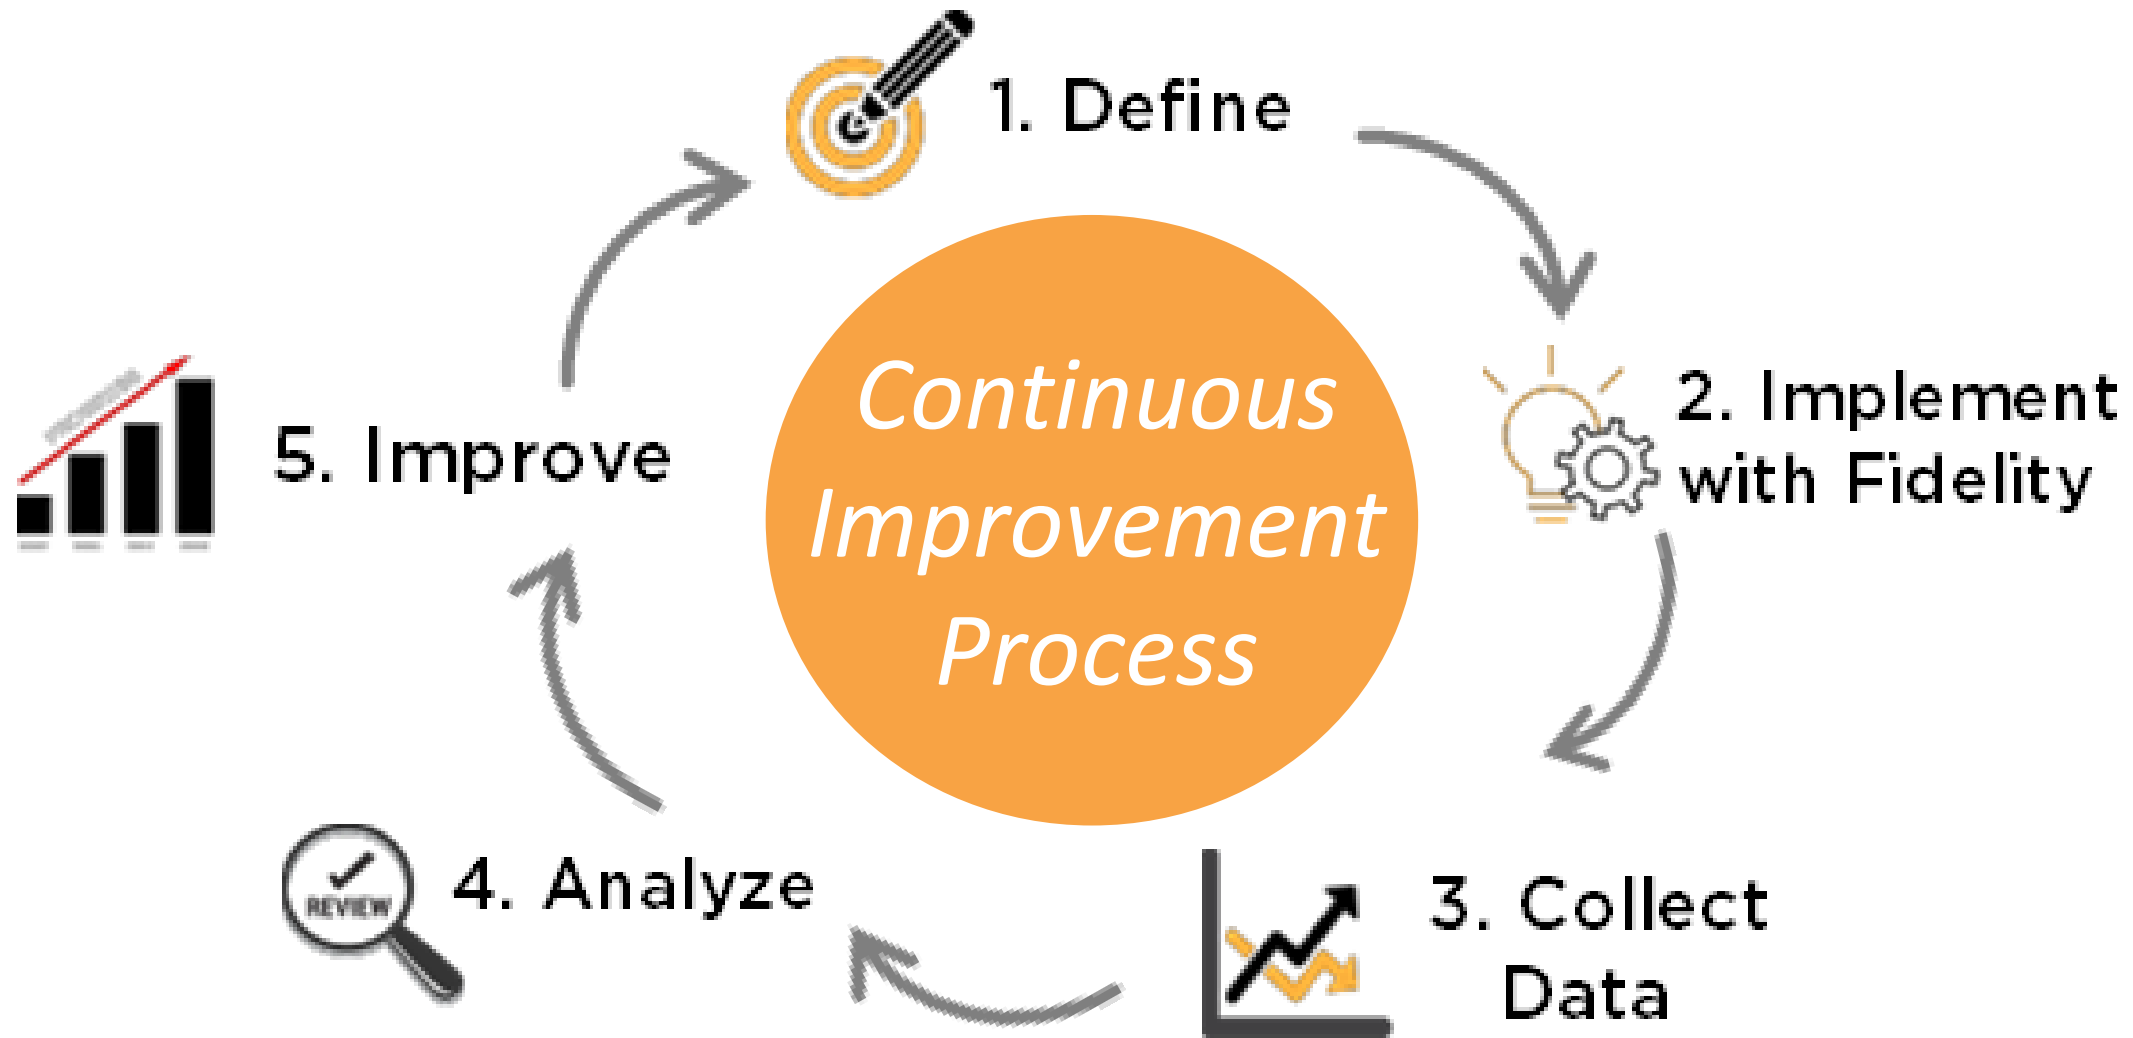 1. Define
2. Implement
with Fidelity
3. Collect
Data
4. Analyze
REVIEW
5. Improve
Continuous
Improvement
Process